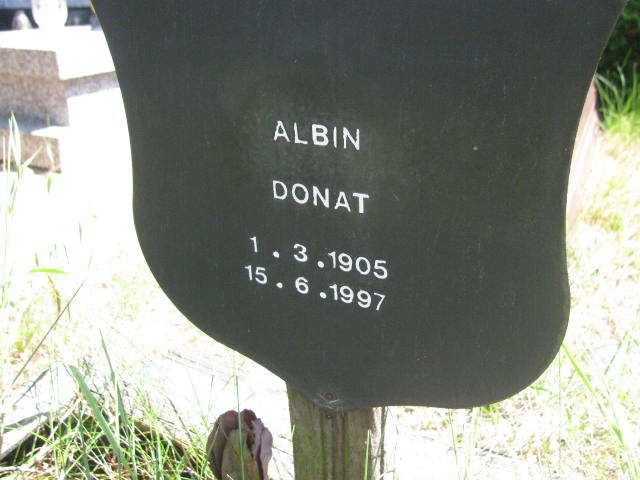 ALBIN
DONAT
1 . 3 . 1905
15 . 6 . 1997